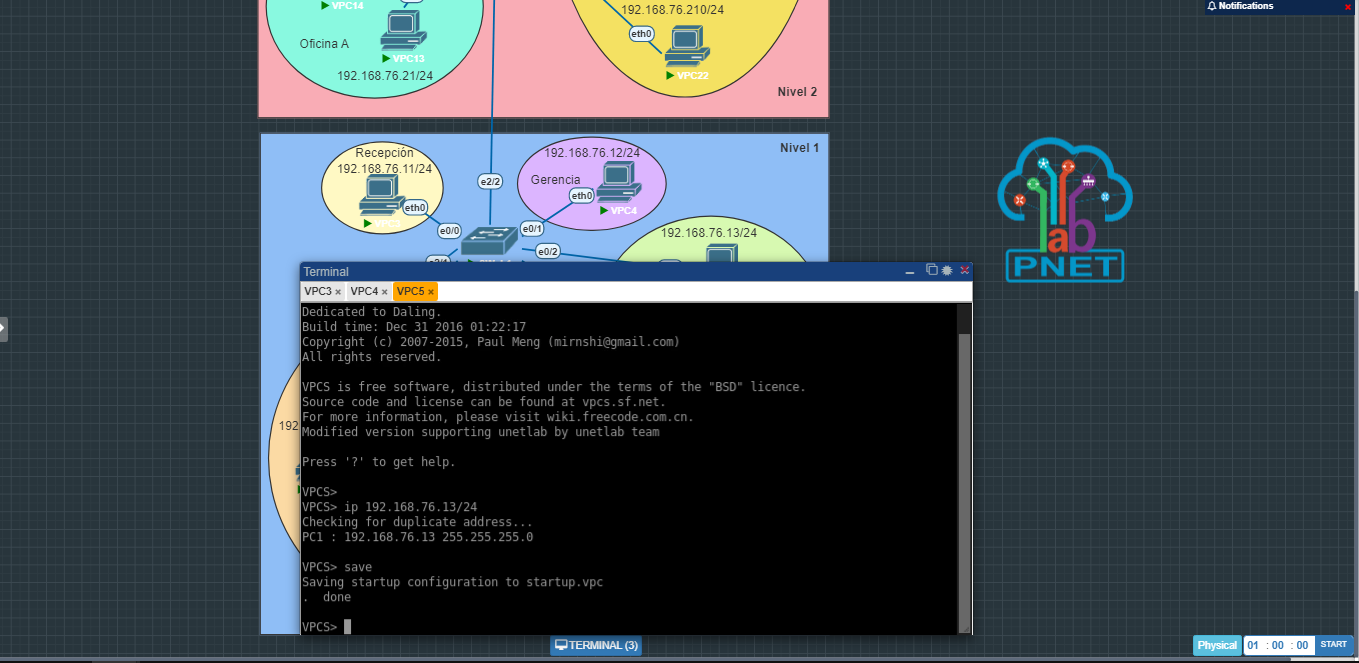 Notifications
VPC14
192.168.76.210/24
eth0
Oficina A
VPC13
192.168.76.21/24
VPC22
Nivel 2
Nivel 1
Recepción
192.168.76.11/24
192.168.76.12/24
e2/2
Gerencia
eth0
eth0
VPC4
e0/0
e0/1
192.168.76.13/24
e0/2
lab
PNET
Terminal
VPC3 ×
VPC4 ×
VPC5 ×
Dedicated to Daling.
Build time: Dec 31 2016 01:22:17
Copyright (c) 2007-2015, Paul Meng (mirnshi@gmail.com)
All rights reserved.
VPCS is free software, distributed under the terms of the "BSD" licence.
Source code and license can be found at vpcs.sf.net.
For more information, please visit wiki.freecode.com.cn.
Modified version supporting unetlab by unetlab team
192
Press '?' to get help.
VPCS>
VPCS> ip 192.168.76.13/24
Checking for duplicate address...
PC1 : 192.168.76.13 255.255.255.0
VPCS> save
Saving startup configuration to startup.vpc
.  done
VPCS>
TERMINAL (3)
Physical
01 : 00 : 00
START